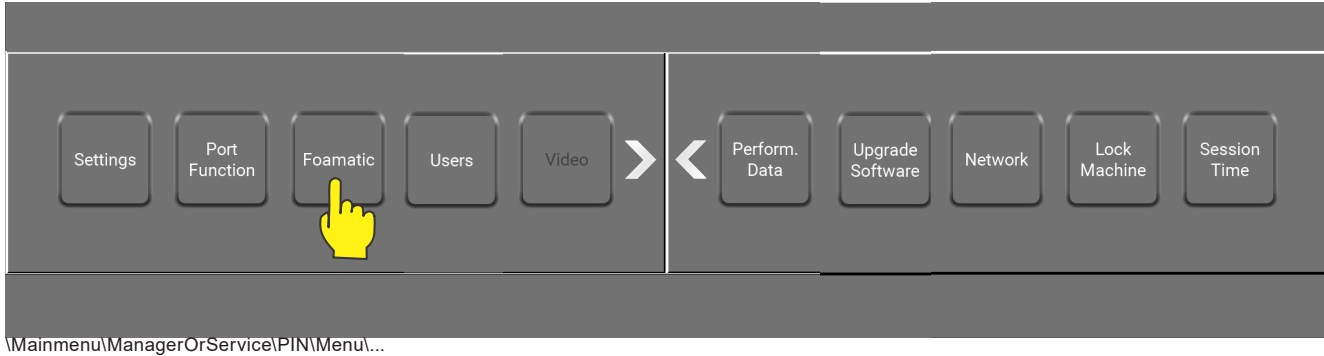 Settings
Port
Function
Foamatic
Users
Video
Perform.
Data
Upgrade
Software
Network
Lock
Machine
Session
Time
\Mainmenu\ManagerOrService\PIN\Menu\...